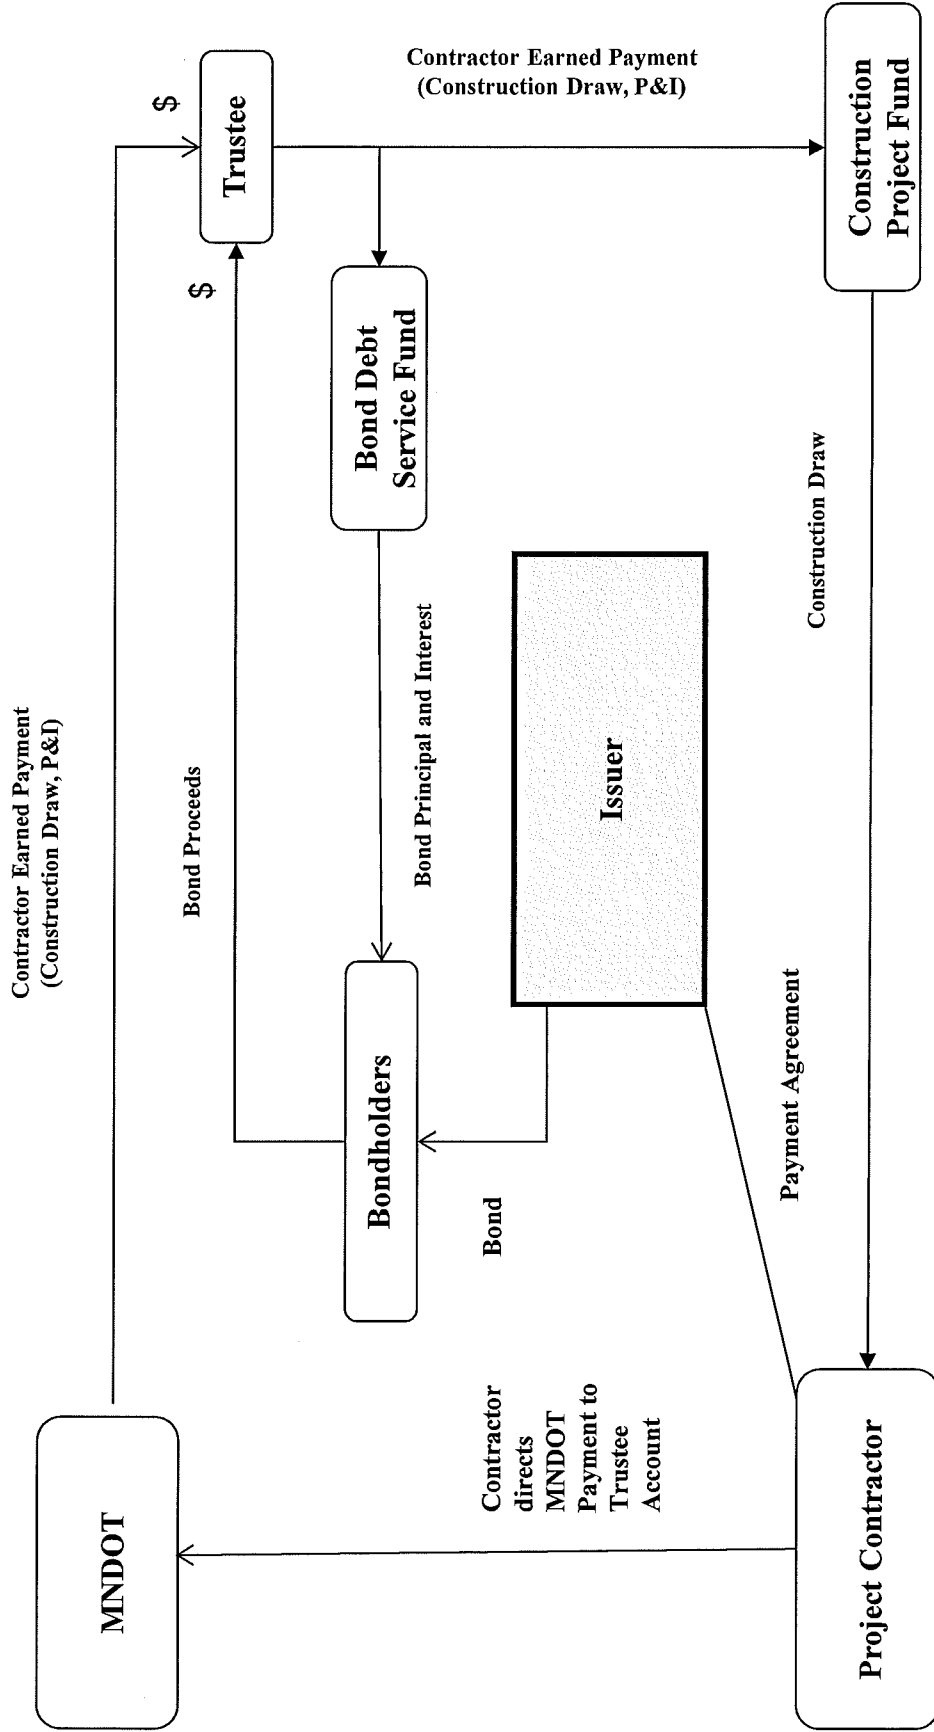 Contractor Earned Payment
(Construction Draw, P&I)
MNDOT
$
Trustee
Bond Proceeds
$
Contractor Earned Payment
(Construction Draw, P&I)
Bond Debt
Service Fund
Bond Principal and Interest
Bondholders
Bond
Issuer
Contractor
directs
MNDOT
Payment to
Trustee
Account
Payment Agreement
Construction Draw
Construction
Project Fund
Project Contractor